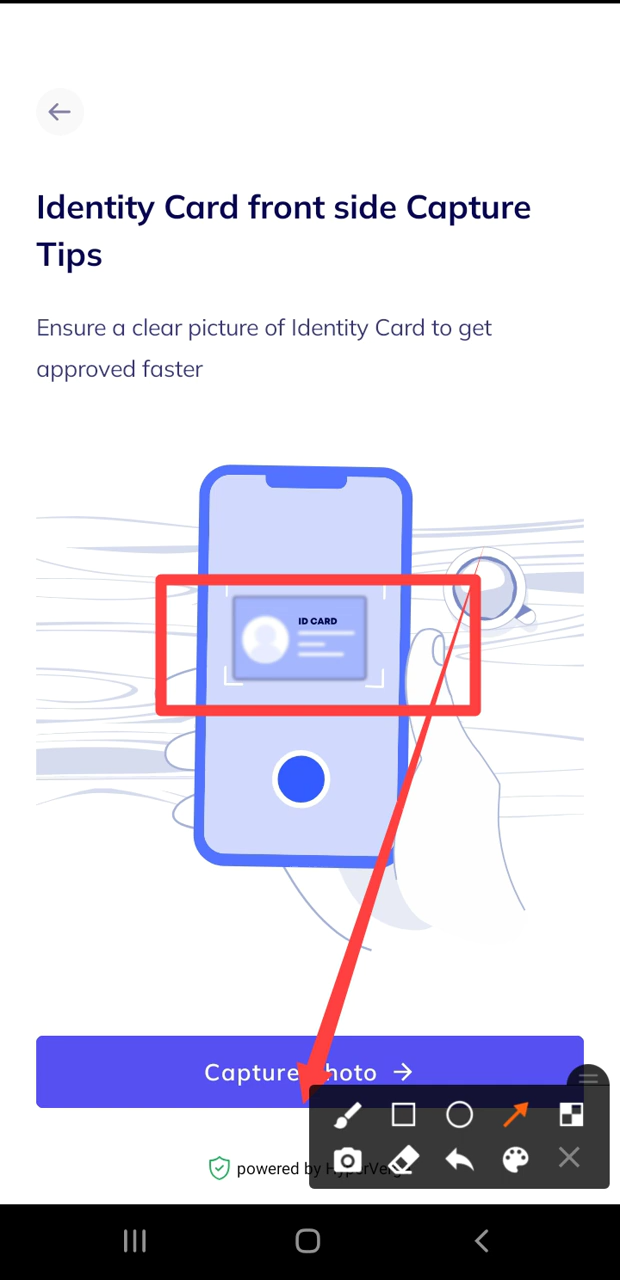 Identity Card front side Capture
Tips
Ensure a clear picture of Identity Card to get
approved faster
ID CARD
Capture hoto →
powered by HyperVerge